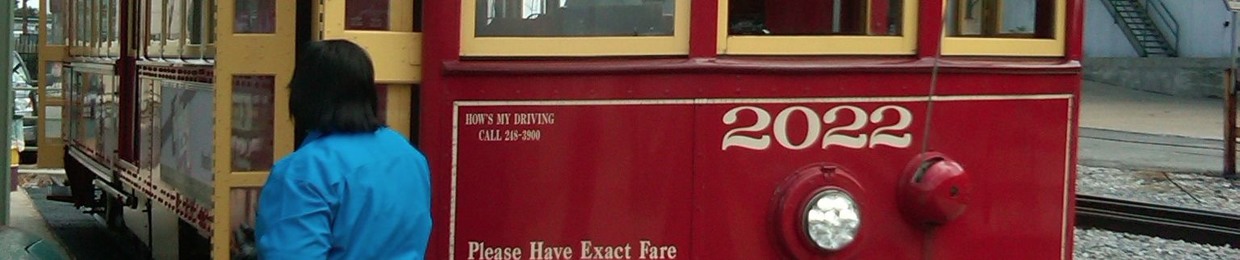 HOW'S MY DRIVING
CALL 248-3900
2022
Please Have Exact Fare